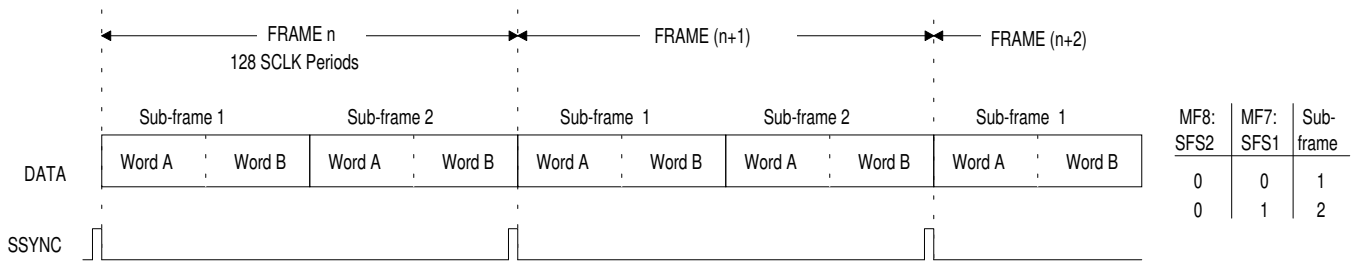 FRAME n
FRAME (n+1)
FRAME (n+2)
128 SCLK Periods
Sub-frame 1
Sub-frame 2
Sub-frame 1
Sub-frame 2
Sub-frame 1
DATA
Word A
Word B
Word A
Word B
Word A
Word B
Word A
Word B
Word A
Word B
SSYNC
MF8: MF7: Sub-
SFS2 SFS1 frame
0 0 1
0 1 2